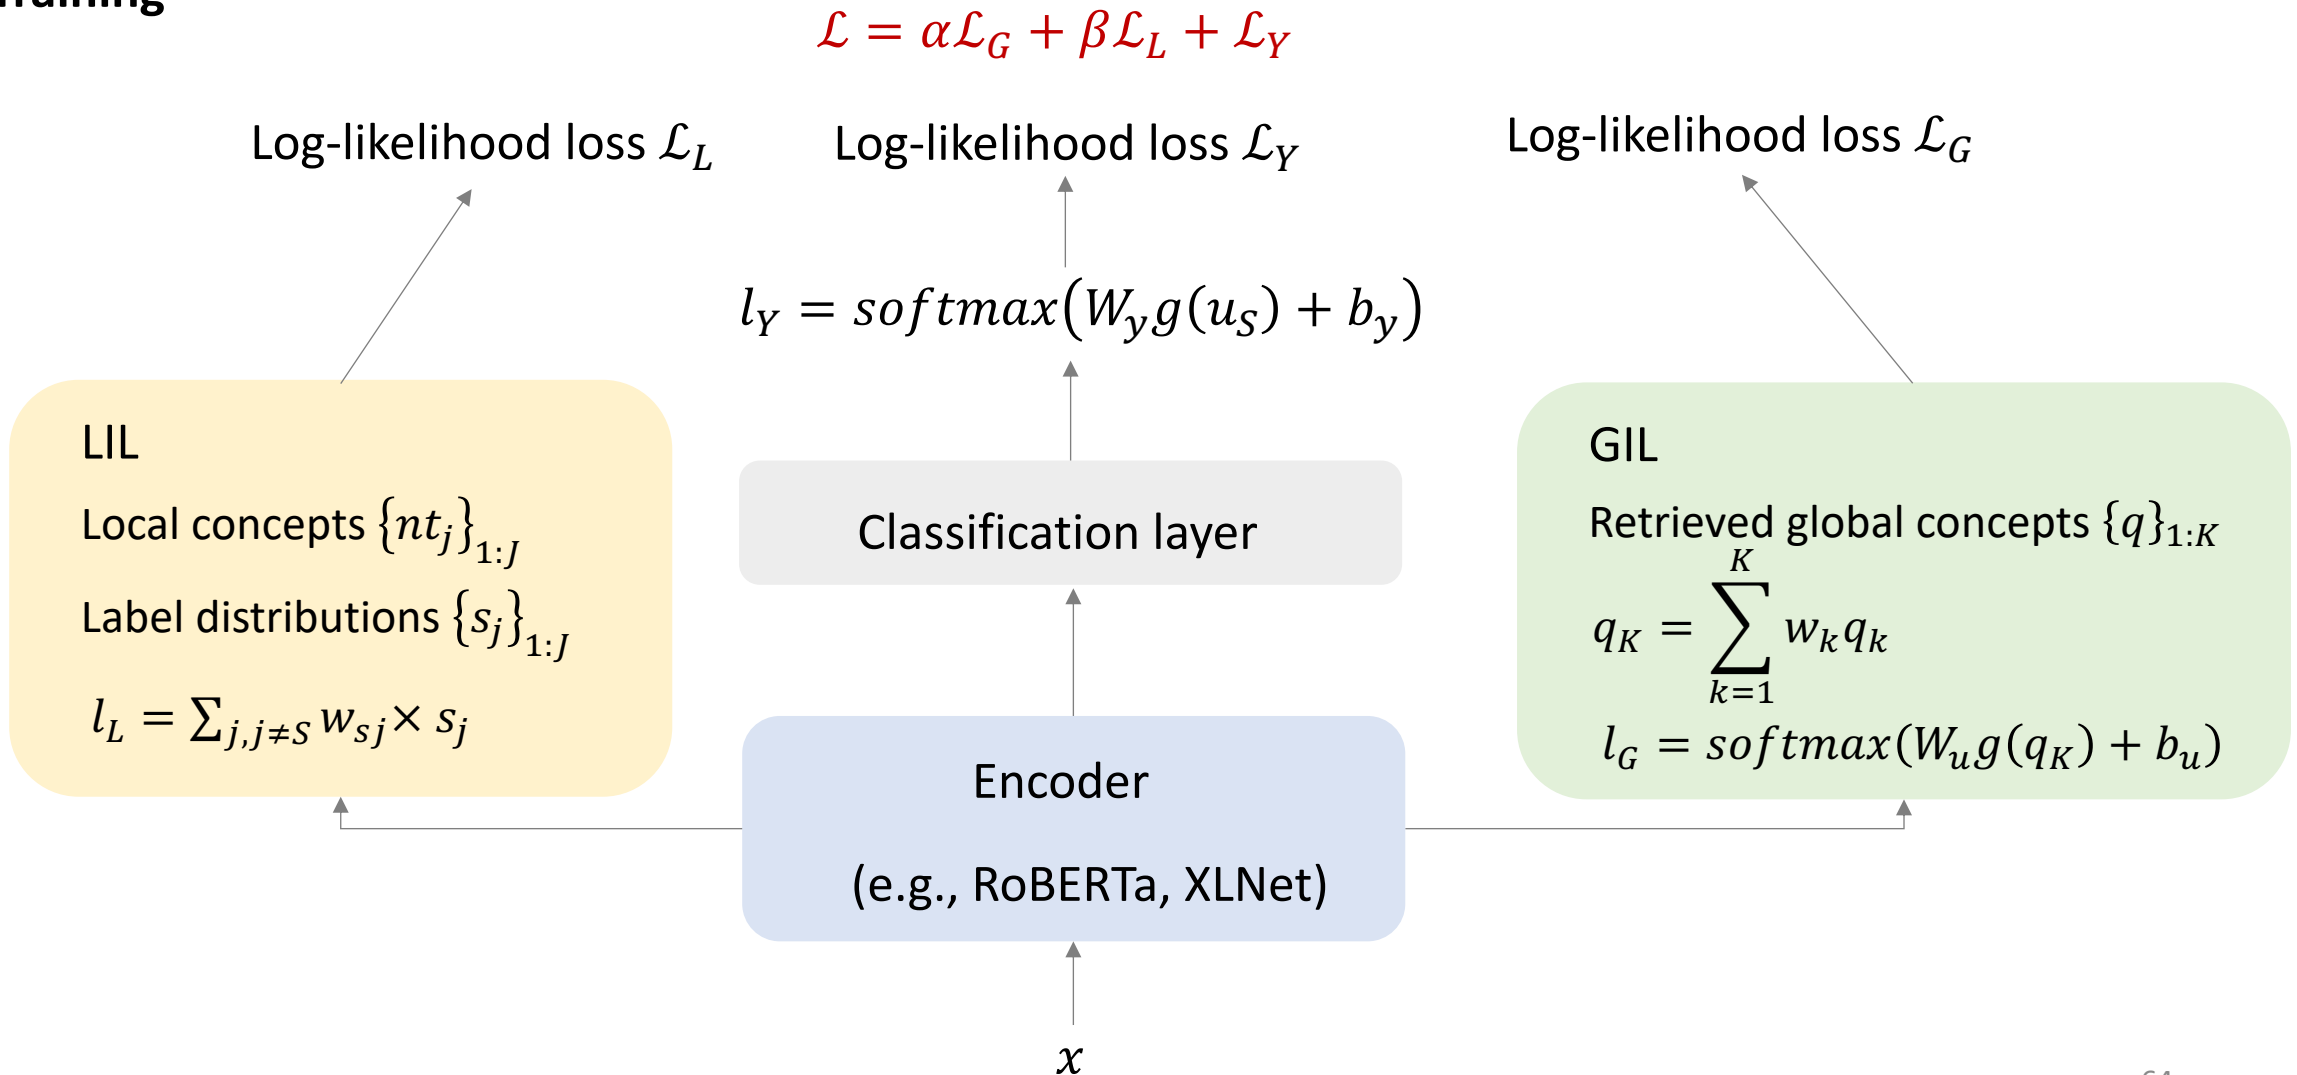 Training
ℒ = αℒ_G + βℒ_L + ℒ_Y
Log-likelihood loss ℒ_L
Log-likelihood loss ℒ_Y
Log-likelihood loss ℒ_G
l_Y = softmax(W_y g(u_S) + b_y)
LIL
Local concepts {nt_j}_{1:J}
Label distributions {s_j}_{1:J}
l_L = ∑_{j,j≠S} w_{sj} × s_j
Classification layer
GIL
Retrieved global concepts {q}_{1:K}
q_K = ∑_{k=1}^{K} w_k q_k
l_G = softmax(W_u g(q_K) + b_u)
Encoder
(e.g., RoBERTa, XLNet)
x